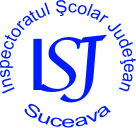 Inspectoratul Şcolar Judeţean
ISJ
Suceava